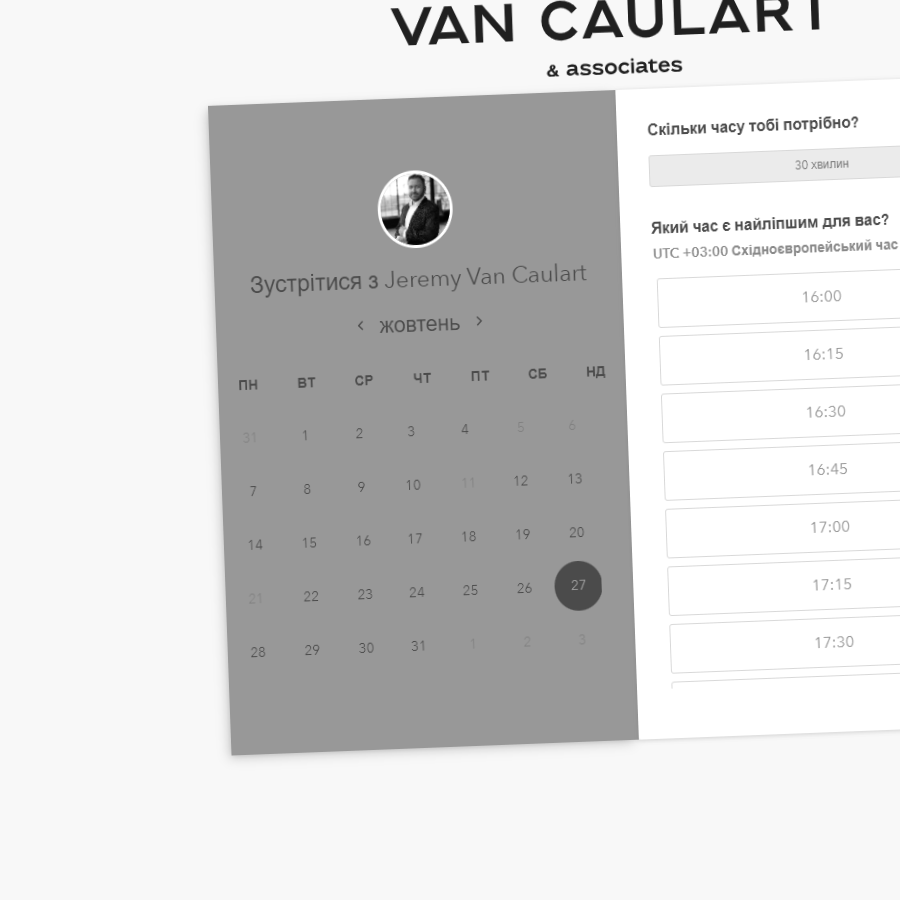 VAN CAULART
& associates
Зустрітися з Jeremy Van Caulart
‹ жовтень ›
ПН ВТ СР ЧТ ПТ СБ НД
31 1 2 3 4 5 6
7 8 9 10 11 12 13
14 15 16 17 18 19 20
21 22 23 24 25 26 27
28 29 30 31 1 2 3
Скільки часу тобі потрібно?
30 хвилин
Який час є найліпшим для вас?
UTC +03:00 Східноєвропейський час
16:00
16:15
16:30
16:45
17:00
17:15
17:30